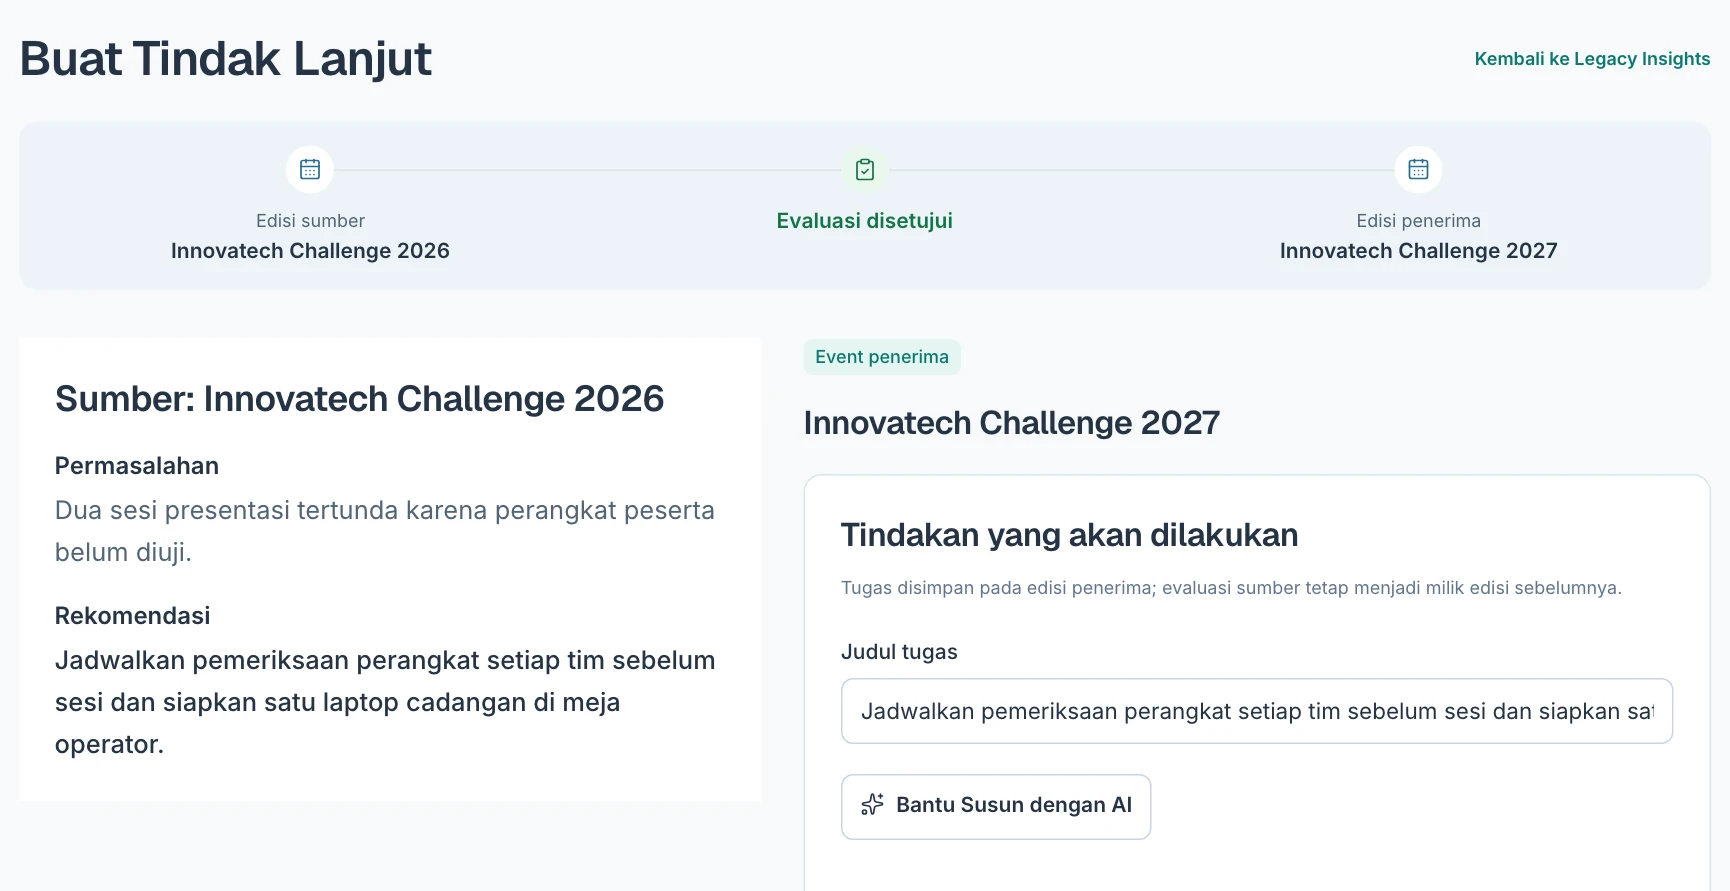 Buat Tindak Lanjut
Kembali ke Legacy Insights
Edisi sumber
Innovatech Challenge 2026
Evaluasi disetujui
Edisi penerima
Innovatech Challenge 2027
Sumber: Innovatech Challenge 2026
Permasalahan
Dua sesi presentasi tertunda karena perangkat peserta
belum diuji.
Rekomendasi
Jadwalkan pemeriksaan perangkat setiap tim sebelum
sesi dan siapkan satu laptop cadangan di meja
operator.
Event penerima
Innovatech Challenge 2027
Tindakan yang akan dilakukan
Tugas disimpan pada edisi penerima; evaluasi sumber tetap menjadi milik edisi sebelumnya.
Judul tugas
Jadwalkan pemeriksaan perangkat setiap tim sebelum sesi dan siapkan
Bantu Susun dengan AI